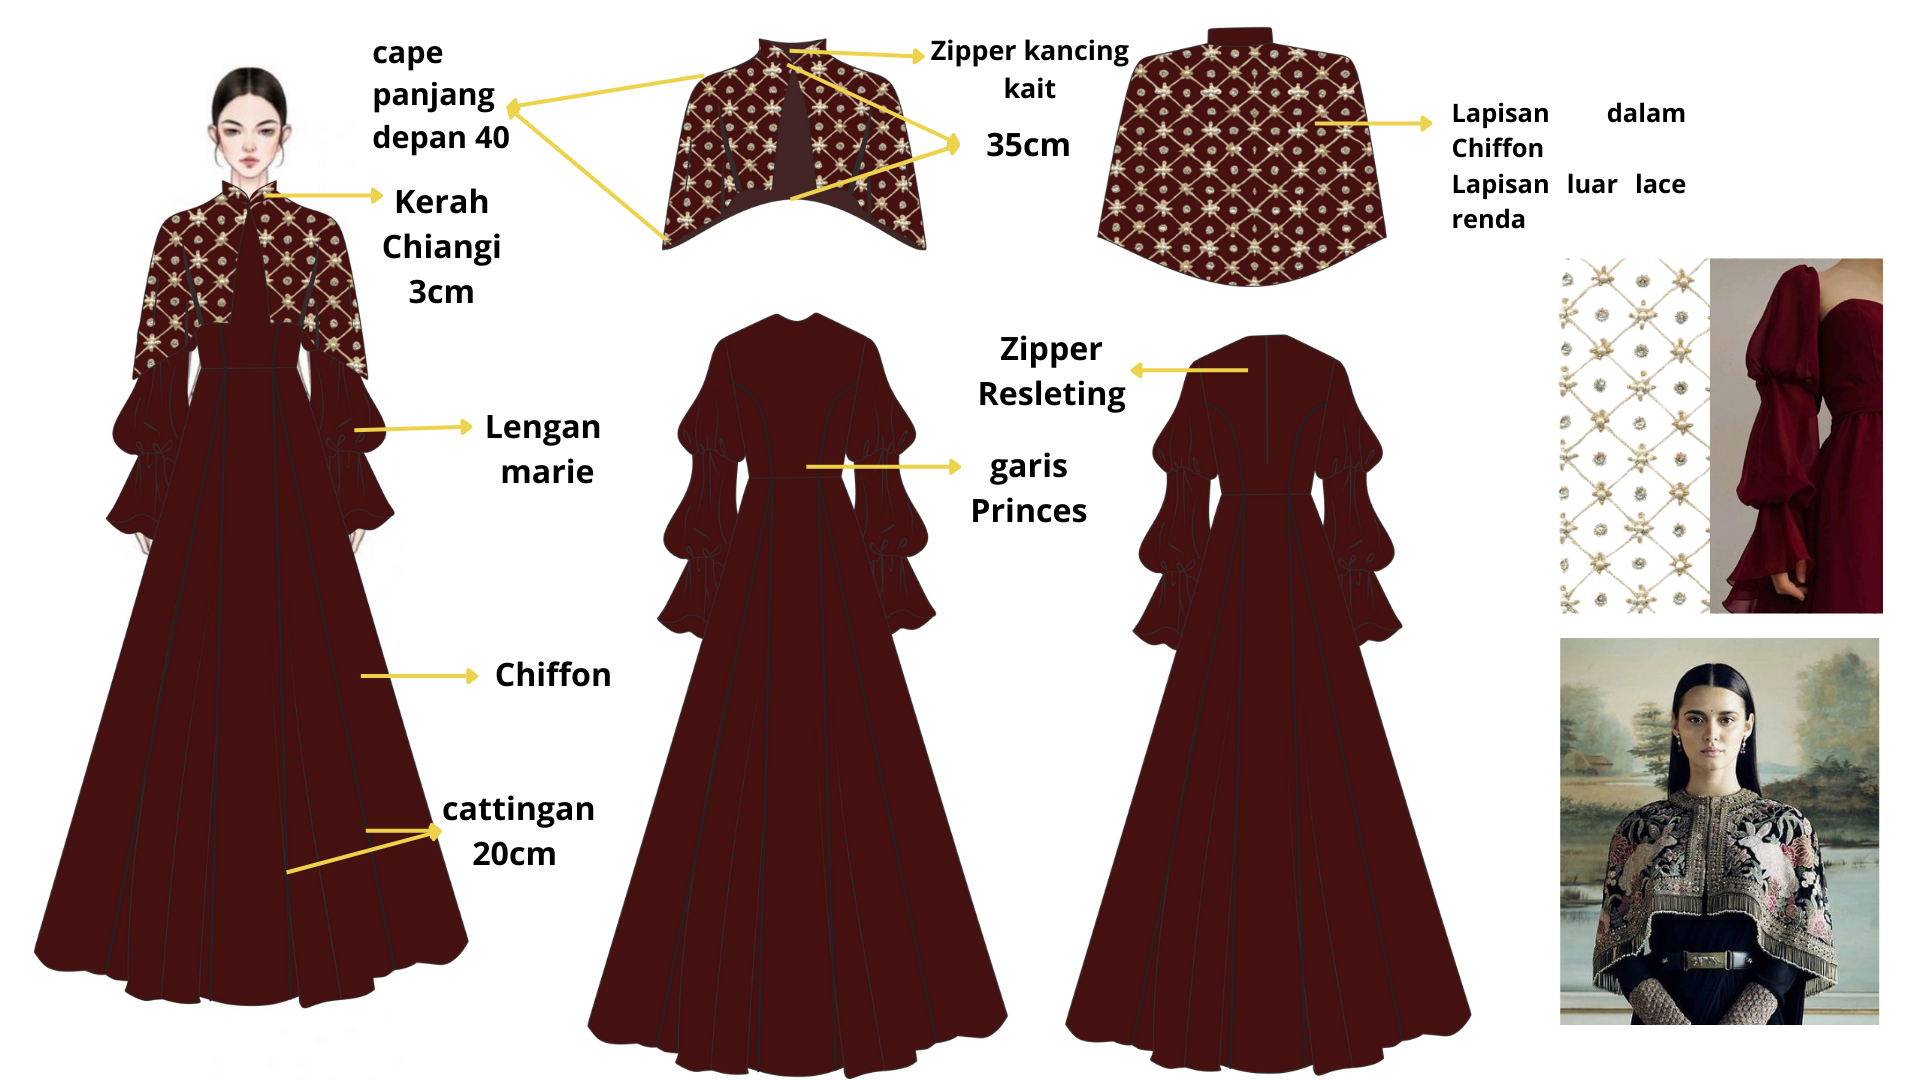 cape
panjang
depan 40
Kerah
Chiangi
3cm
Lengan
marie
Chiffon
cattingan
20cm
Zipper kancing
kait
35cm
Zipper
Resleting
garis
Princes
Lapisan dalam
Chiffon
Lapisan luar lace
renda